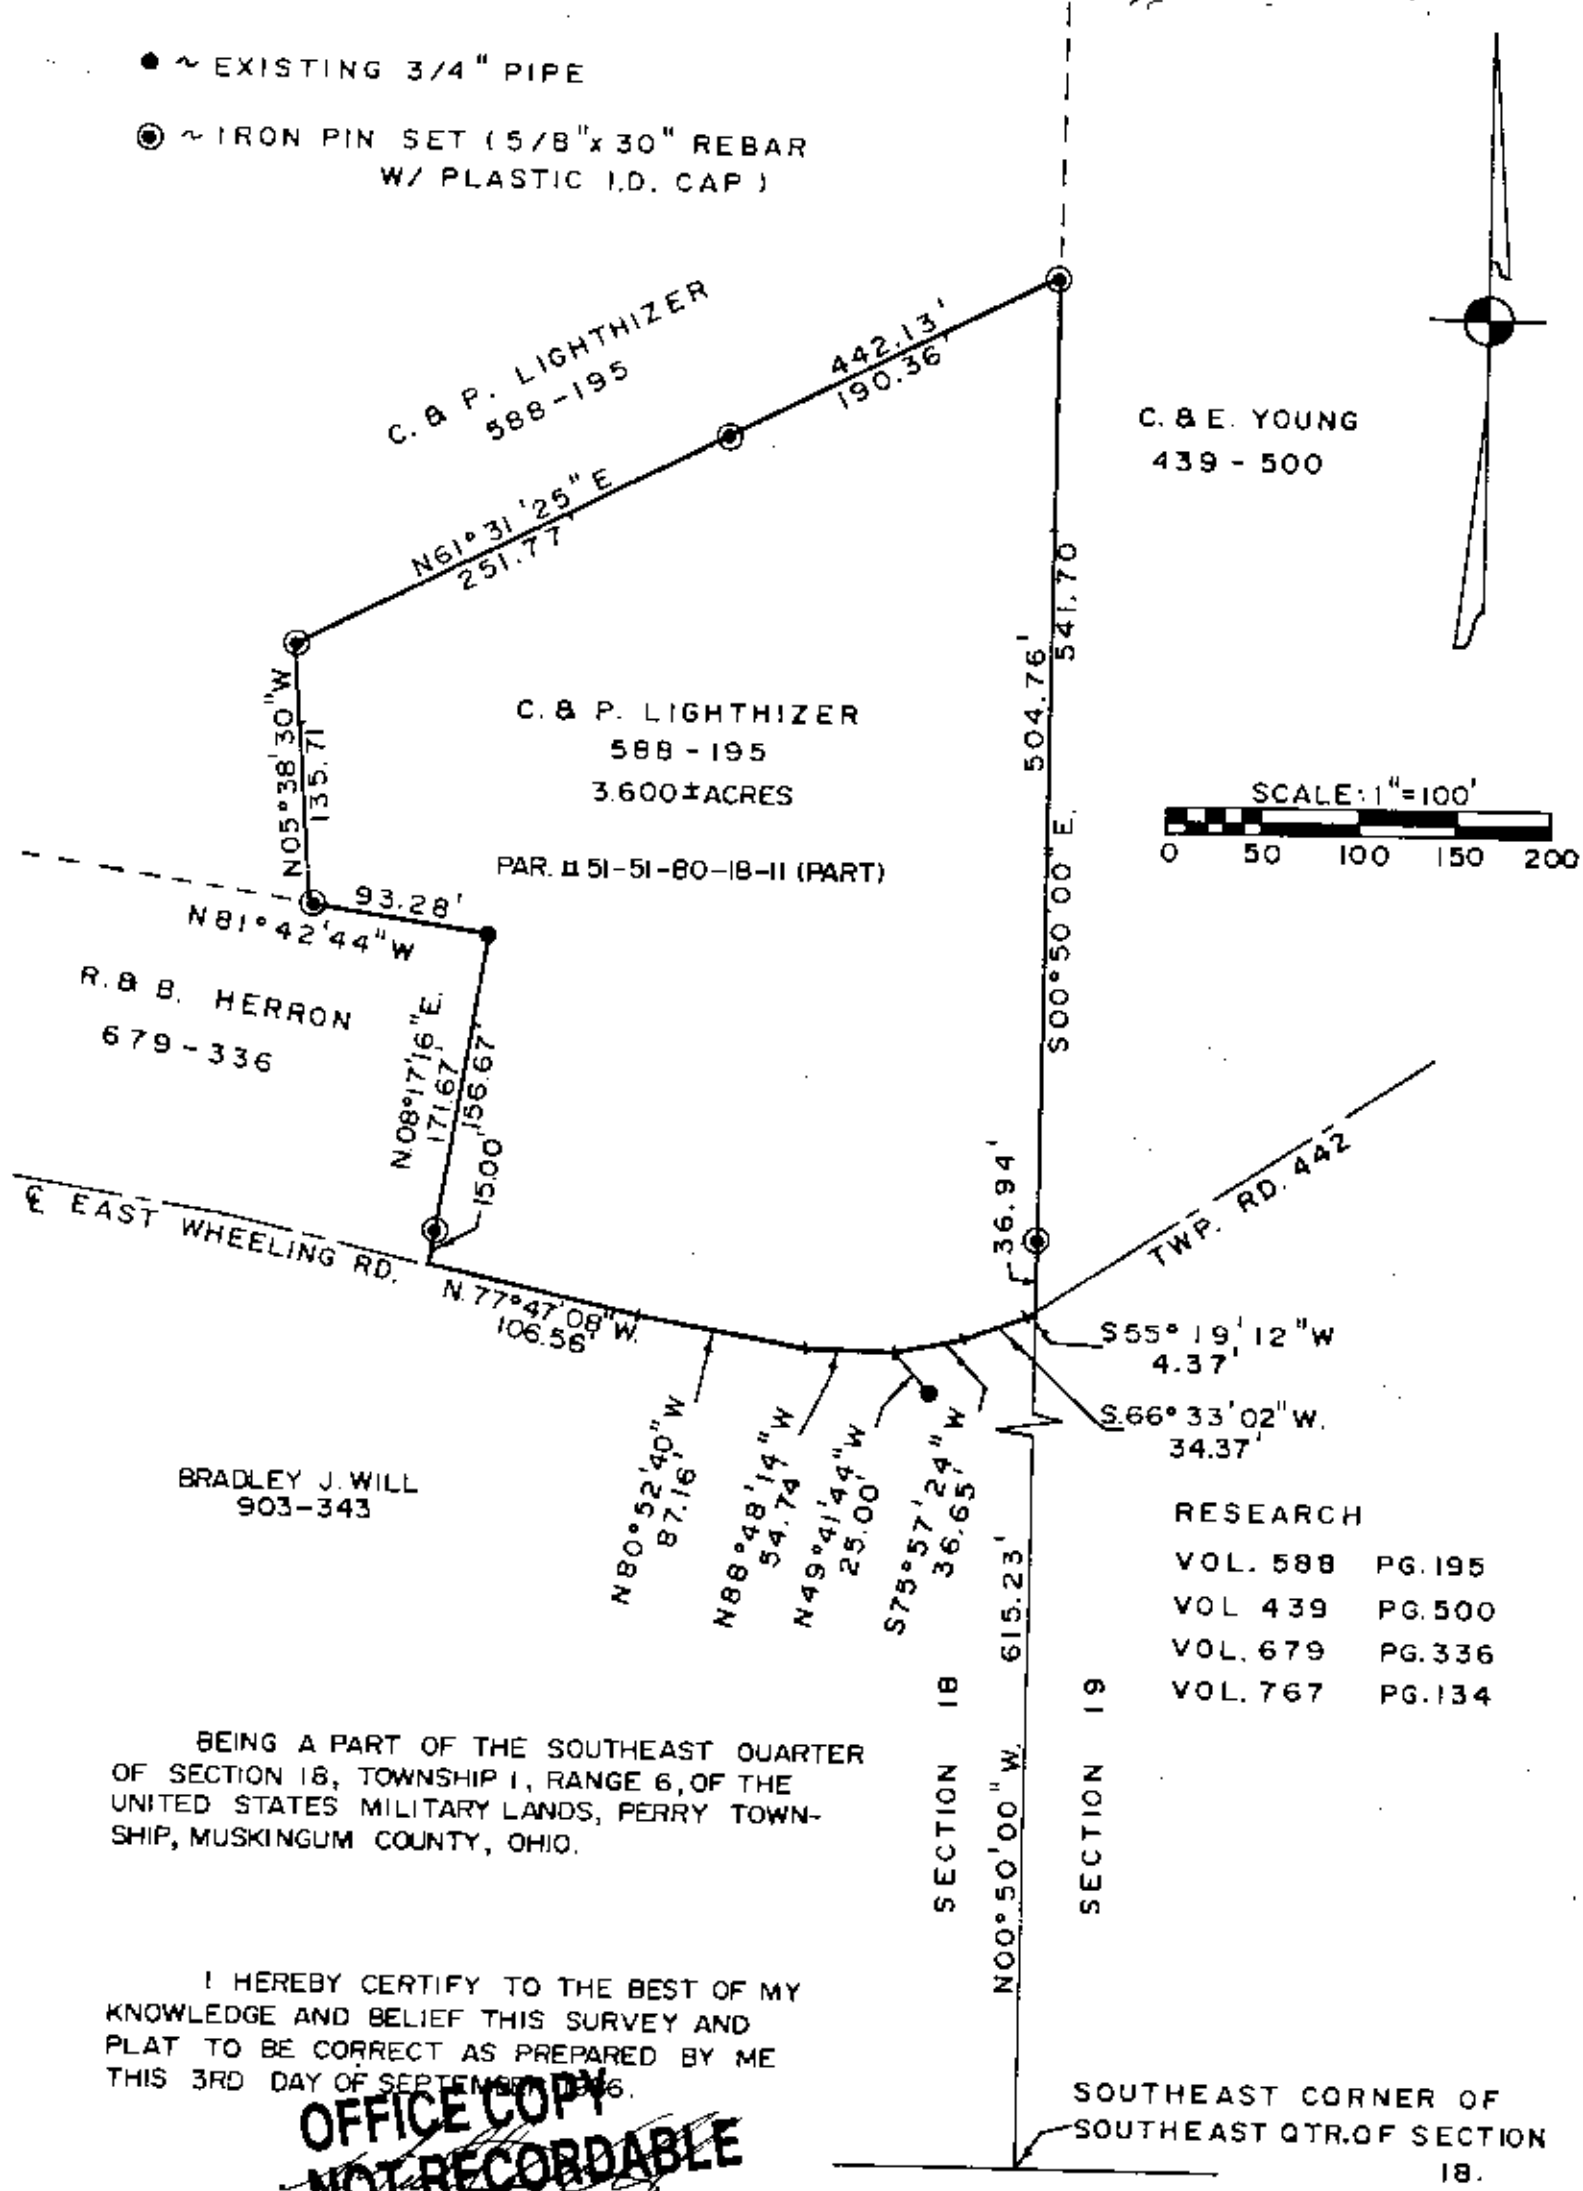 ~ EXISTING 3/4" PIPE
~ IRON PIN SET (5/8"x 30" REBAR
W/ PLASTIC I.D. CAP)
C. & P. LIGHTHIZER
588-195
442.13'
190.36'
C. & E. YOUNG
439 - 500
N61°31'25"E
251.77'
541.70
504.76'
S00°50'00"E.
N05°38'30"W
135.71
C. & P. LIGHTHIZER
588 - 195
3.600±ACRES
PAR. # 51-51-80-18-11 (PART)
SCALE: 1"=100'
0 50 100 150 200
93.28'
N81°42'44"W
R. & B. HERRON
679-336
N.08°17'16"E.
171.67'
156.67'
15.00'
36.94'
TWP. RD. 442
℄ EAST WHEELING RD.
N.77°47'08"W.
106.56'
S55°19'12"W
4.37'
S.66°33'02"W.
34.37'
N80°52'40"W
87.16'
N88°48'14"W
54.74'
N49°41'44"W
25.00'
S75°57'24"W
36.65'
615.23'
BRADLEY J. WILL
903-343
RESEARCH
VOL. 588 PG. 195
VOL 439 PG. 500
VOL. 679 PG. 336
VOL. 767 PG. 134
SECTION 18
SECTION 19
N00°50'00"W.
BEING A PART OF THE SOUTHEAST QUARTER
OF SECTION 18, TOWNSHIP 1, RANGE 6, OF THE
UNITED STATES MILITARY LANDS, PERRY TOWN-
SHIP, MUSKINGUM COUNTY, OHIO.
I HEREBY CERTIFY TO THE BEST OF MY
KNOWLEDGE AND BELIEF THIS SURVEY AND
PLAT TO BE CORRECT AS PREPARED BY ME
THIS 3RD DAY OF SEPTEMBER
OFFICE COPY
NOT RECORDABLE
SOUTHEAST CORNER OF
SOUTHEAST QTR. OF SECTION
18.